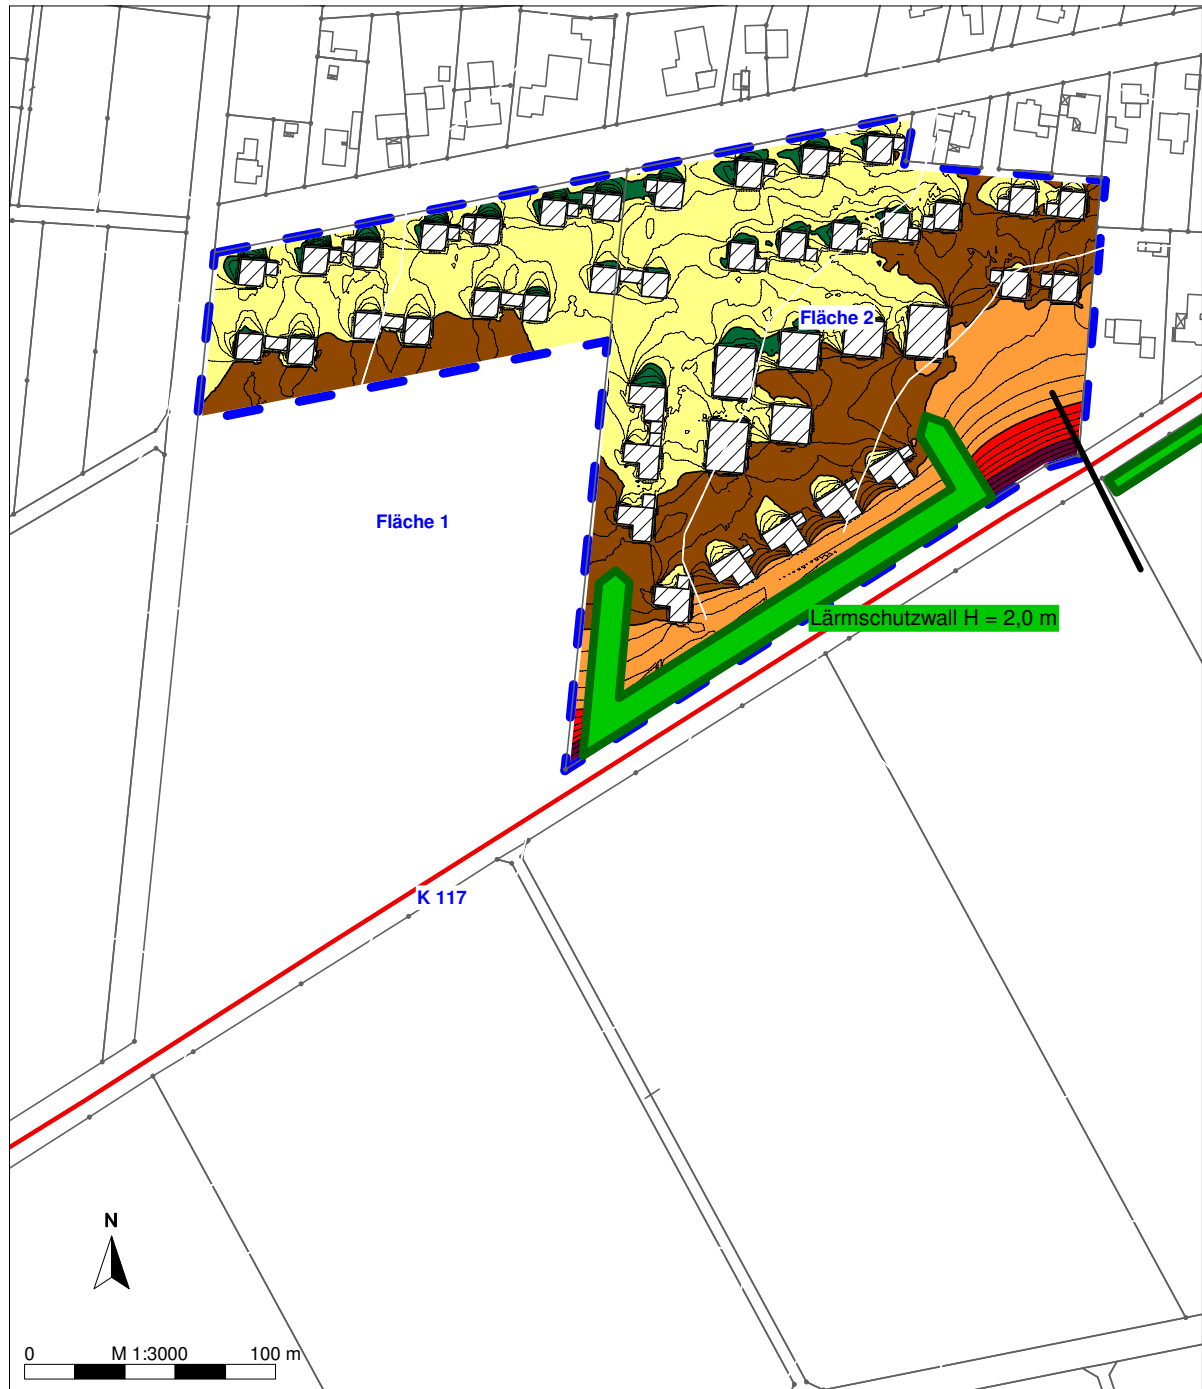 Fläche 2
Fläche 1
Lärmschutzwall H = 2,0 m
K 117
N
0 M 1:3000 100 m